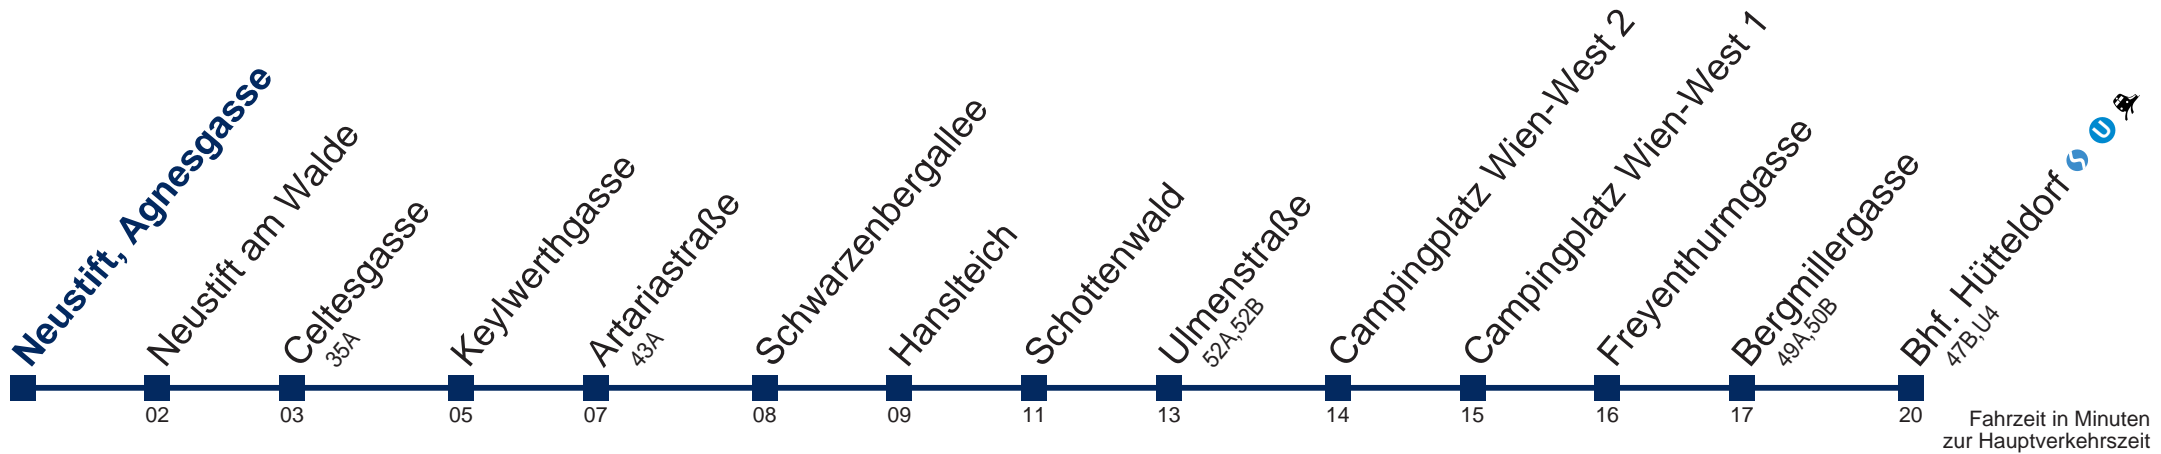 Neustift, Agnesgasse
Neustift am Walde
Celtesgasse
35A
Keylwerthgasse
Artariastraße
43A
Schwarzenbergallee
Hanslteich
Schottenwald
Ulmenstraße
52A,52B
Campingplatz Wien-West 2
Campingplatz Wien-West 1
Freyenthurmgasse
Bergmillergasse
49A,50B
Bhf. Hütteldorf S U
47B,U4
02 03 05 07 08 09 11 13 14 15 16 17 20
Fahrzeit in Minuten
zur Hauptverkehrszeit